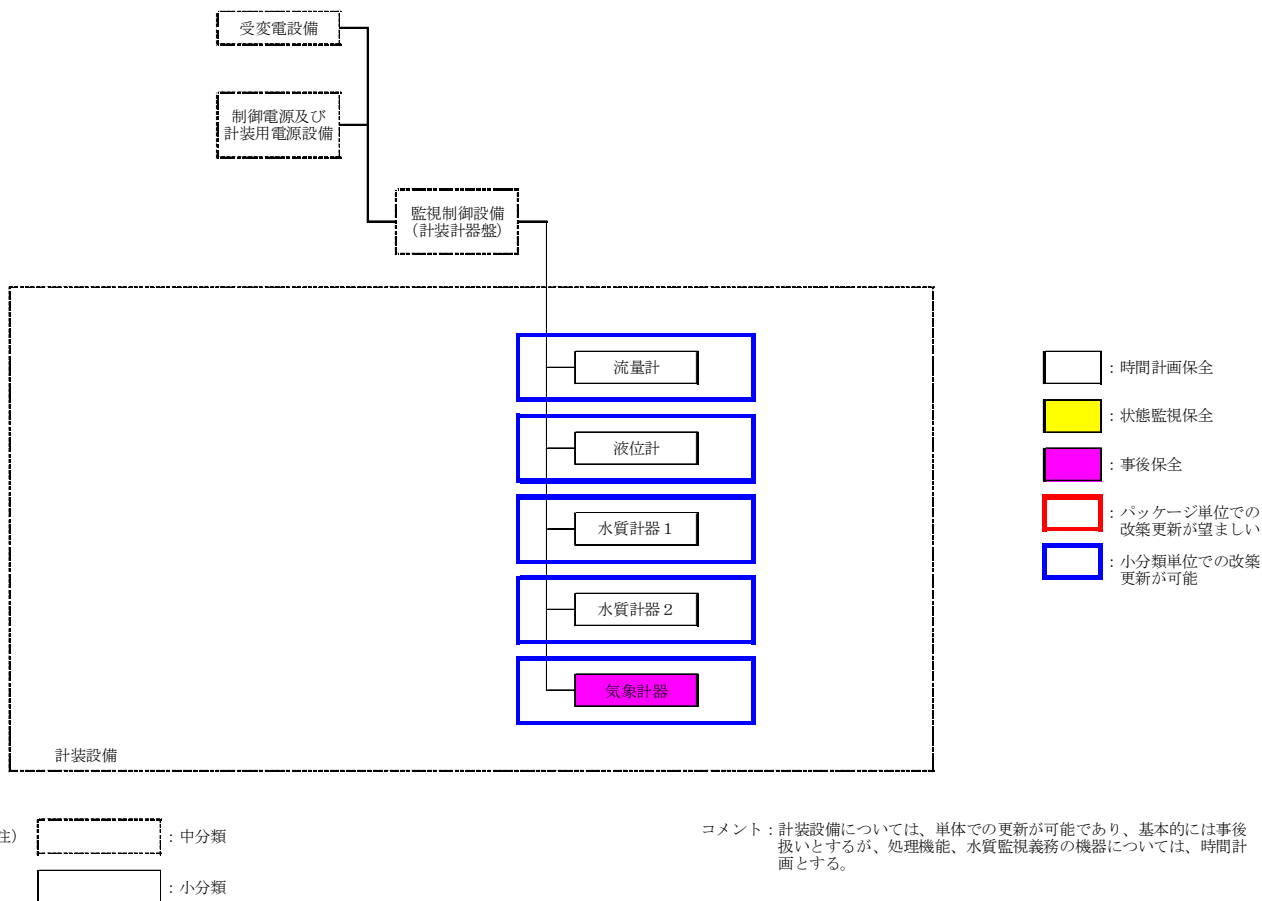 受変電設備
制御電源及び
計装用電源設備
監視制御設備
（計装計器盤）
流量計
液位計
水質計器１
水質計器２
気象計器
計装設備
：時間計画保全
：状態監視保全
：事後保全
：パッケージ単位での
改築更新が望ましい
：小分類単位での改築
更新が可能
注）
：中分類
：小分類
コメント：計装設備については、単体での更新が可能であり、基本的には事後
扱いとするが、処理機能、水質監視義務の機器については、時間計
画とする。